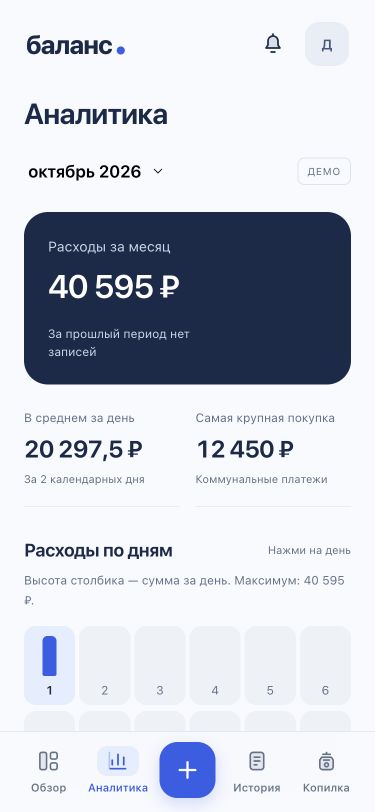 баланс
Д
Аналитика
октябрь 2026
ДЕМО
Расходы за месяц
40 595 ₽
За прошлый период нет
записей
В среднем за день
Самая крупная покупка
20 297,5 ₽
12 450 ₽
За 2 календарных дня
Коммунальные платежи
Расходы по дням
Нажми на день
Высота столбика — сумма за день. Максимум: 40 595
₽.
1 2 3 4 5 6
Обзор Аналитика История Копилка